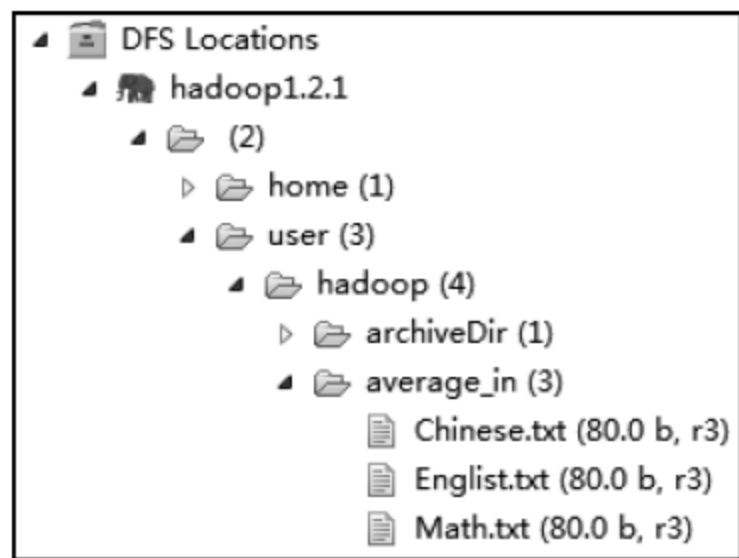 DFS Locations
hadoop1.2.1
(2)
home (1)
user (3)
hadoop (4)
archiveDir (1)
average_in (3)
Chinese.txt (80.0 b, r3)
Englist.txt (80.0 b, r3)
Math.txt (80.0 b, r3)